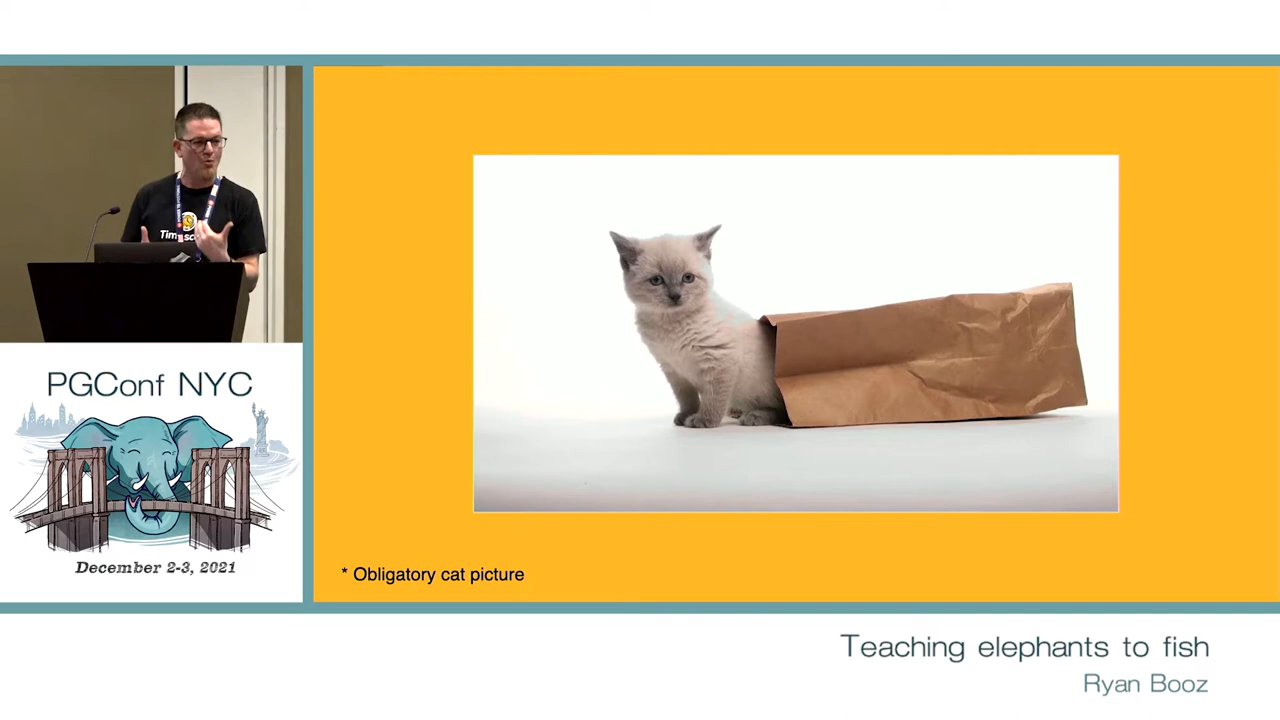 PGConf NYC
December 2-3, 2021
* Obligatory cat picture
Teaching elephants to fish
Ryan Booz